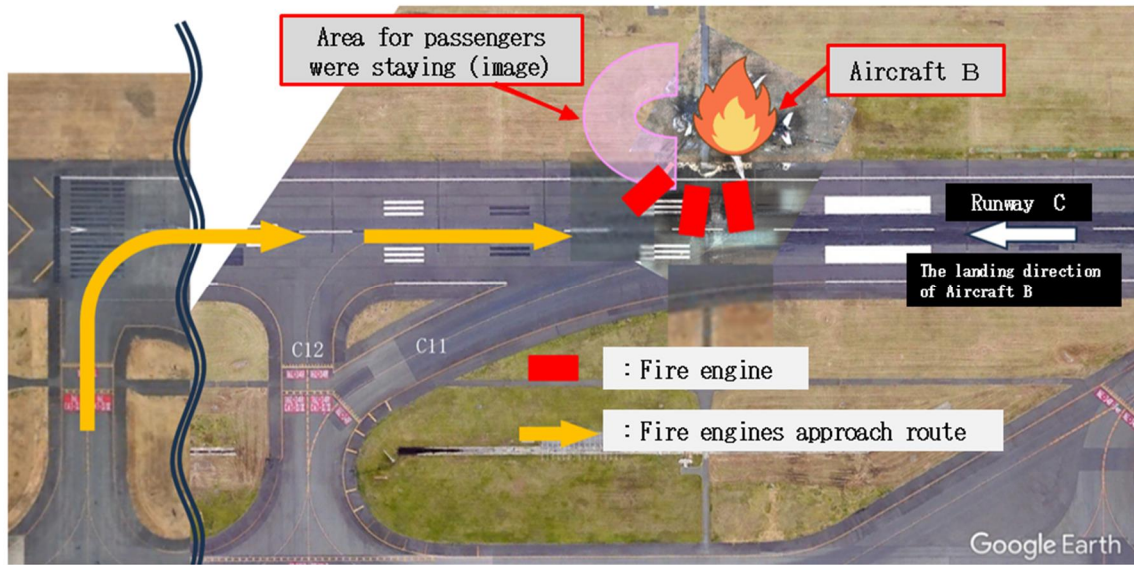 Area for passengers
were staying (image)
Aircraft B
Runway C
The landing direction
of Aircraft B
C12
C11
: Fire engine
: Fire engines approach route
Google Earth